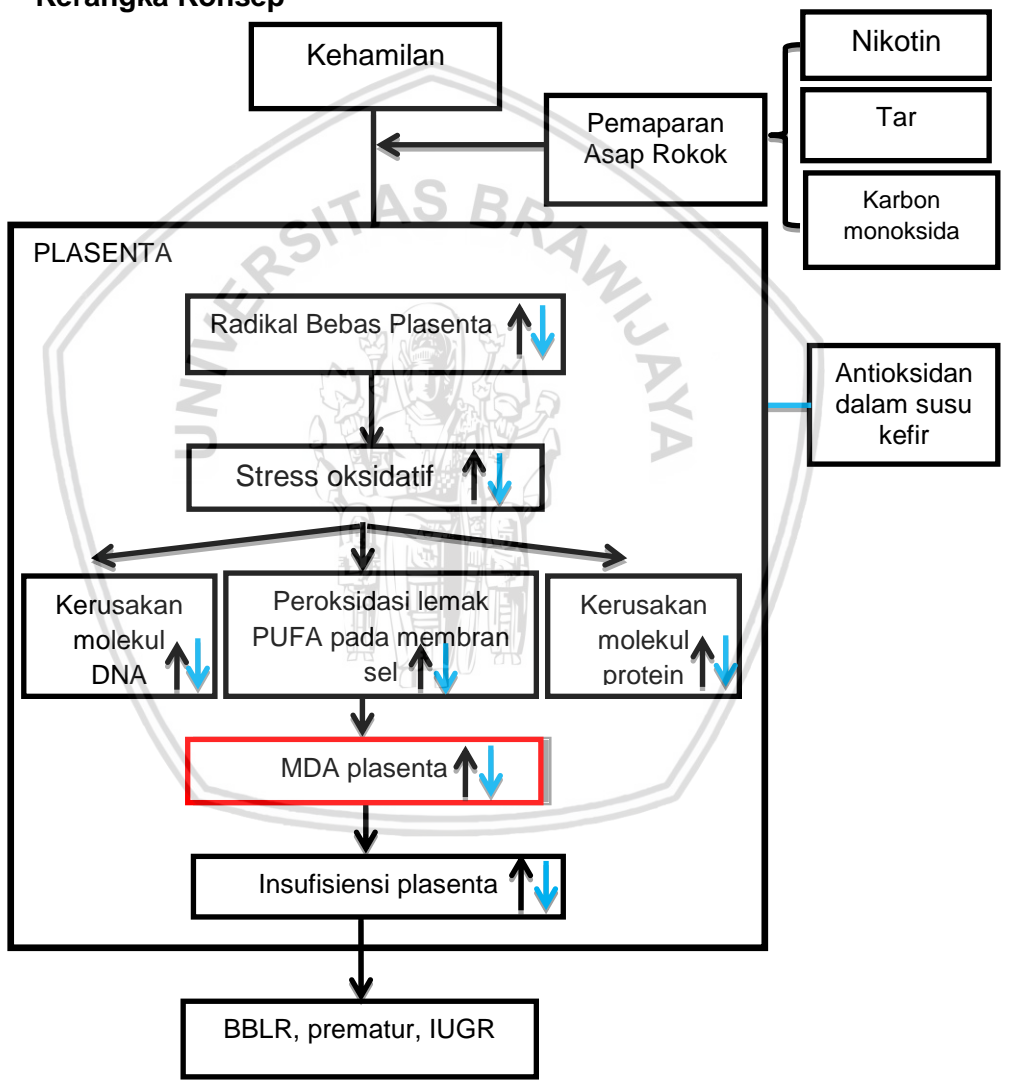 Kerangka Konsep
Kehamilan
Nikotin
Pemaparan
Asap Rokok
Tar
Karbon
monoksida
PLASENTA
Radikal Bebas Plasenta
Antioksidan
dalam susu
kefir
Stress oksidatif
Kerusakan
molekul
DNA
Peroksidasi lemak
PUFA pada membran
sel
Kerusakan
molekul
protein
MDA plasenta
Insufisiensi plasenta
BBLR, prematur, IUGR
UNIVERSITAS BRAWIJAYA